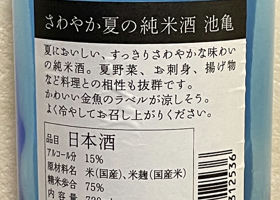 さわやか夏の純米酒 池亀
夏においしい、すっきりさわやかな味わい
の純米酒。夏野菜、お刺身、揚げ物
など料理との相性も抜群です。
かわいい金魚のラベルが涼しそう。
よく冷やしてお召し上がりください。
品目 日本酒
アルコール分 15%
原材料名 米(国産)、米麹(国産米)
精米歩合 75%
312536